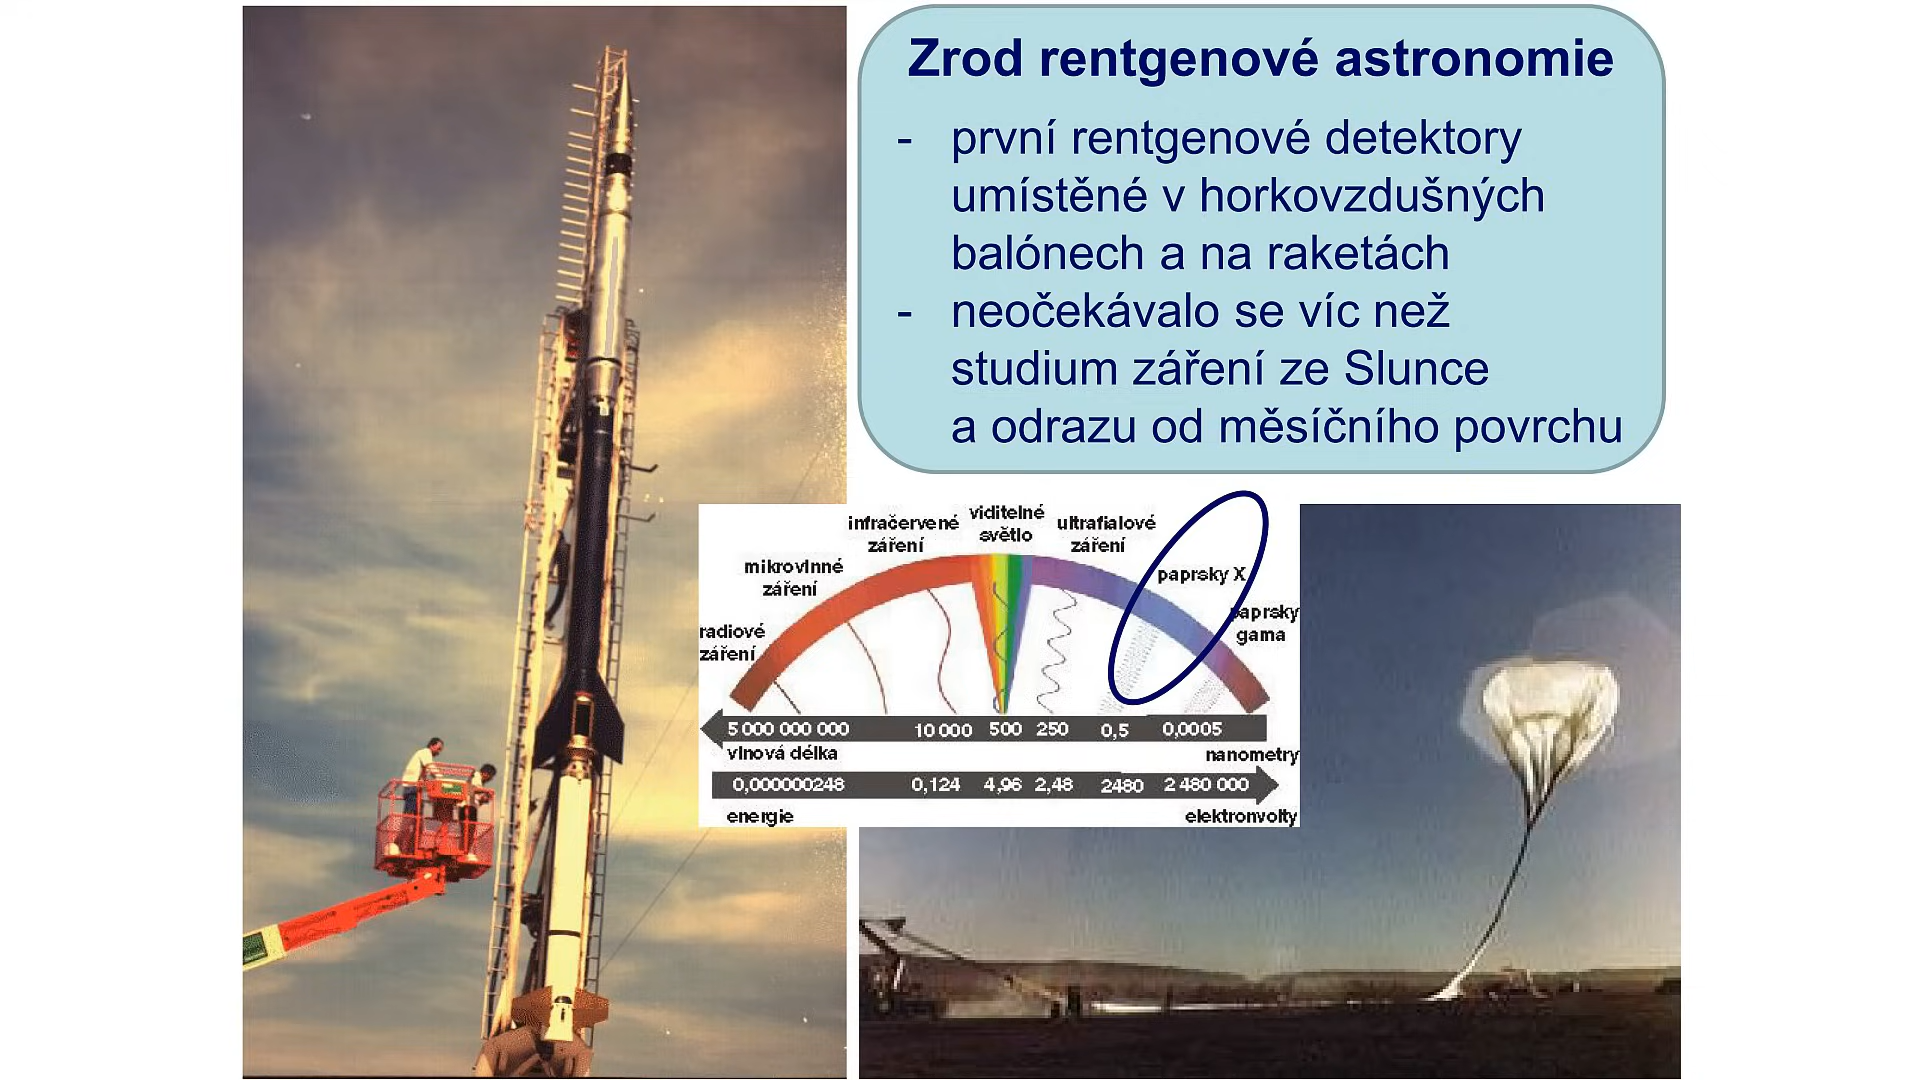 Zrod rentgenové astronomie
- první rentgenové detektory
umístěné v horkovzdušných
balónech a na raketách
- neočekávalo se víc než
studium záření ze Slunce
a odrazu od měsíčního povrchu
radiové
záření
mikrovlnné
záření
infračervené
záření
viditelné
světlo
ultrafialové
záření
paprsky X
paprsky
gama
5 000 000 000 10 000 500 250 0,5 0,0005
vlnová délka nanometry
0,000000248 0,124 4,96 2,48 2480 2 480 000
energie elektronvolty